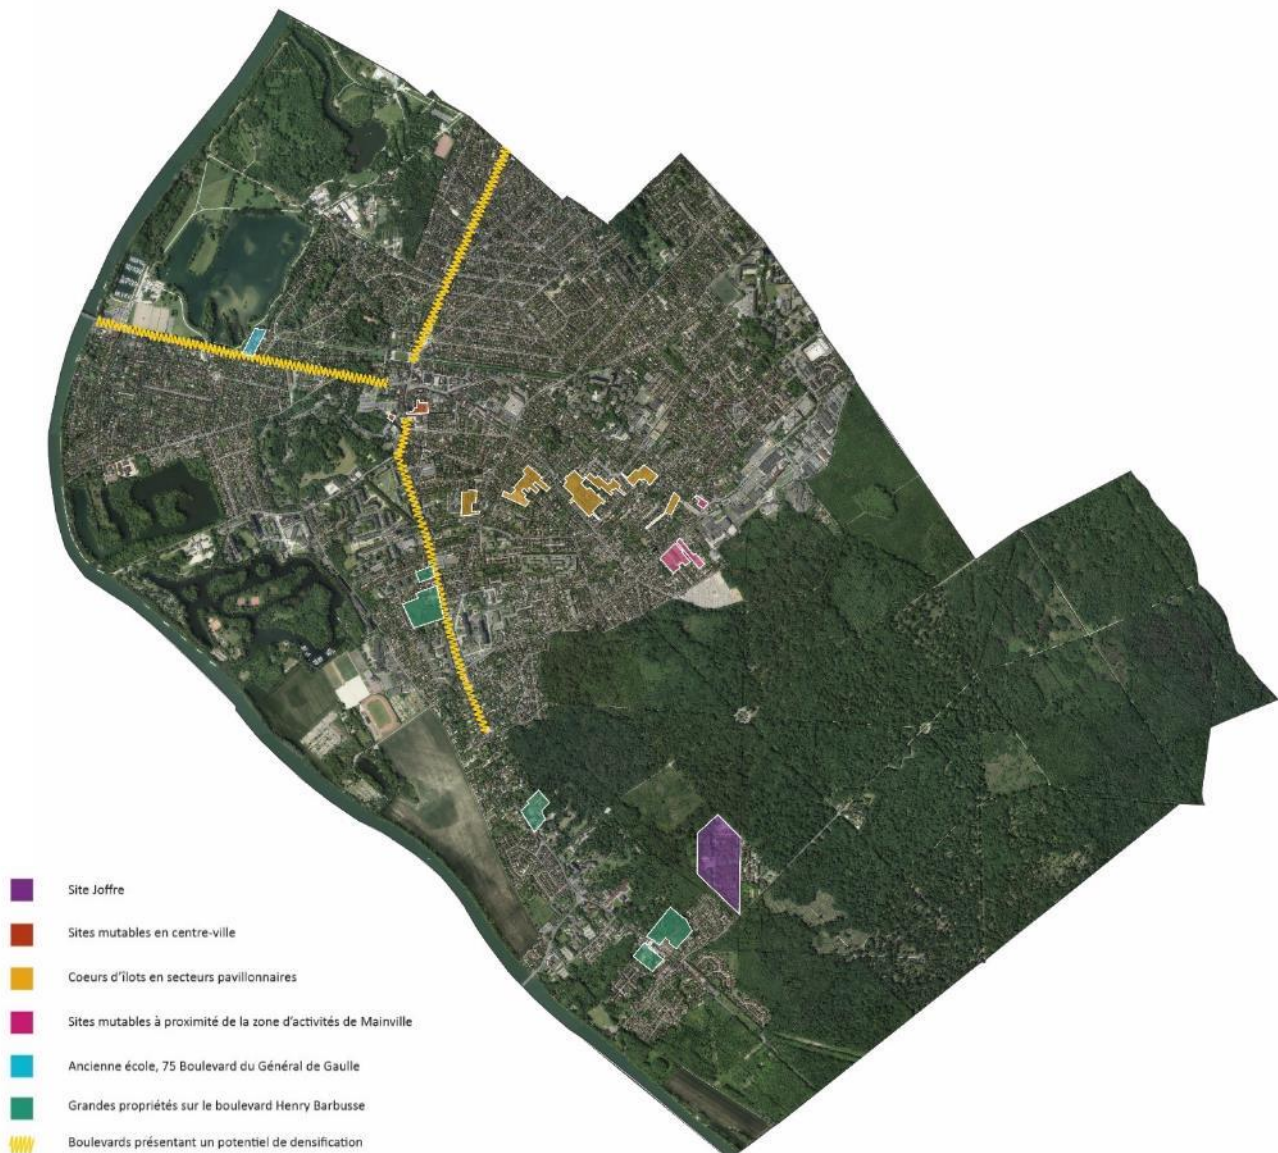 Site Joffre
Sites mutables en centre-ville
Coeurs d'îlots en secteurs pavillonnaires
Sites mutables à proximité de la zone d'activités de Mainville
Ancienne école, 75 Boulevard du Général de Gaulle
Grandes propriétés sur le boulevard Henry Barbusse
Boulevards présentant un potentiel de densification